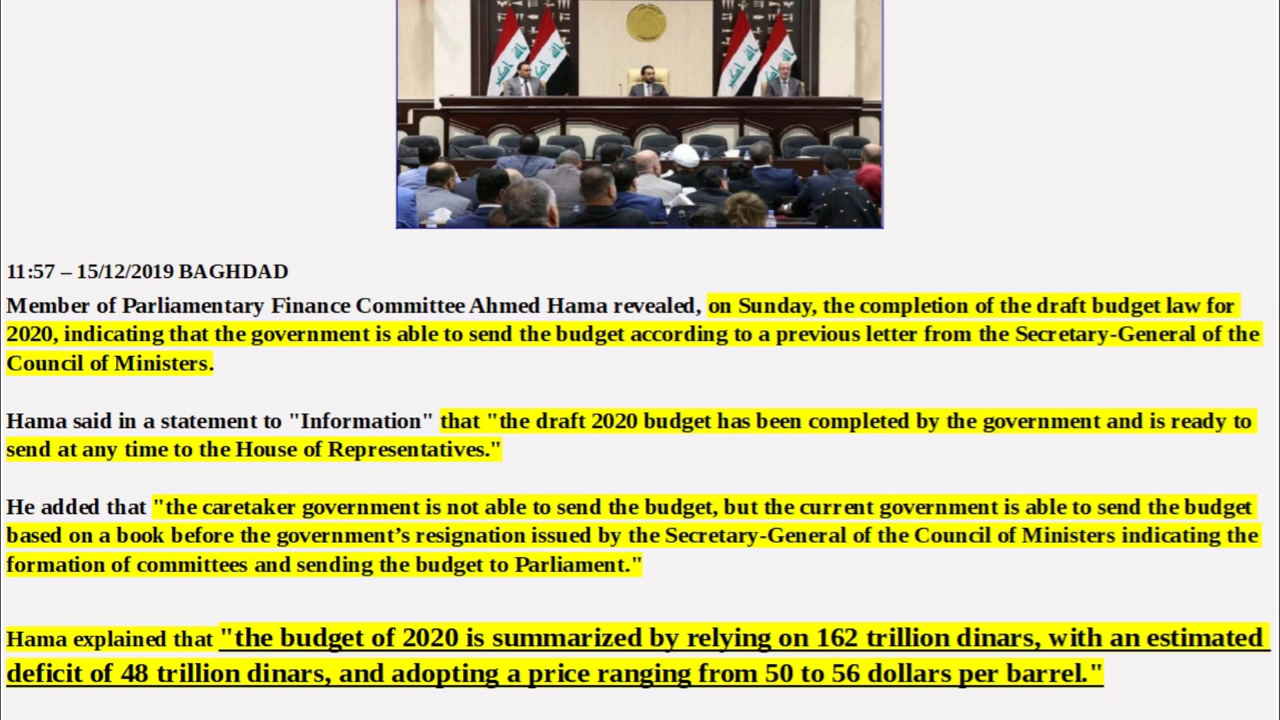 11:57 – 15/12/2019 BAGHDAD
Member of Parliamentary Finance Committee Ahmed Hama revealed, on Sunday, the completion of the draft budget law for
2020, indicating that the government is able to send the budget according to a previous letter from the Secretary-General of the
Council of Ministers.
Hama said in a statement to "Information" that "the draft 2020 budget has been completed by the government and is ready to
send at any time to the House of Representatives."
He added that "the caretaker government is not able to send the budget, but the current government is able to send the budget
based on a book before the government’s resignation issued by the Secretary-General of the Council of Ministers indicating the
formation of committees and sending the budget to Parliament."
Hama explained that "the budget of 2020 is summarized by relying on 162 trillion dinars, with an estimated
deficit of 48 trillion dinars, and adopting a price ranging from 50 to 56 dollars per barrel."